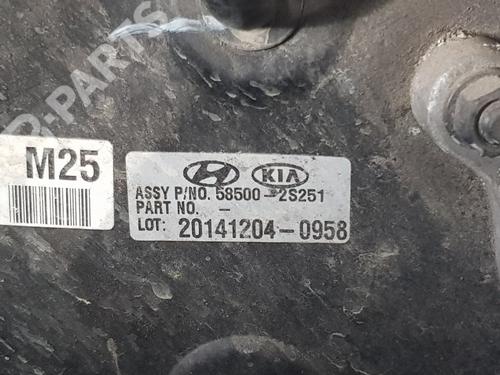 M25
KIA
ASSY P/NO. 58500-2S251
PART NO. -
LOT: 20141204-0958